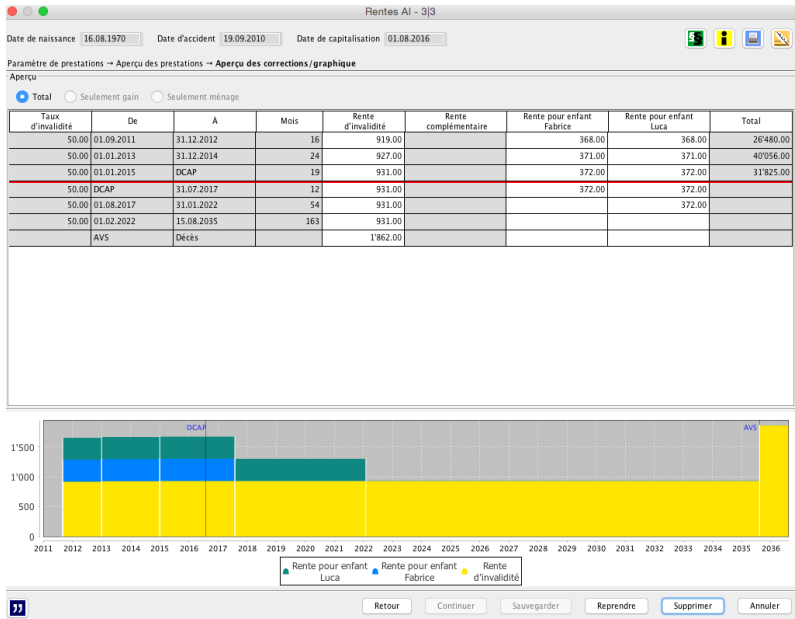 Rentes AI - 3|3
Date de naissance 16.08.1970 Date d'accident 19.09.2010 Date de capitalisation 01.08.2016
Paramètre de prestations → Aperçu des prestations → Aperçu des corrections/graphique
Aperçu
Total Seulement gain Seulement ménage
Taux d'invalidité De À Mois Rente d'invalidité Rente complémentaire Rente pour enfant Fabrice Rente pour enfant Luca Total
50.00 01.09.2011 31.12.2012 16 919.00 368.00 368.00 26'480.00
50.00 01.01.2013 31.12.2014 24 927.00 371.00 371.00 40'056.00
50.00 01.01.2015 DCAP 19 931.00 372.00 372.00 31'825.00
50.00 DCAP 31.07.2017 12 931.00 372.00 372.00
50.00 01.08.2017 31.01.2022 54 931.00 372.00
50.00 01.02.2022 15.08.2035 163 931.00
AVS Décès 1'862.00
DCAP AVS
1'500
1'000
500
0
2011 2012 2013 2014 2015 2016 2017 2018 2019 2020 2021 2022 2023 2024 2025 2026 2027 2028 2029 2030 2031 2032 2033 2034 2035 2036
Rente pour enfant Luca Rente pour enfant Fabrice Rente d'invalidité
Retour Continuer Sauvegarder Reprendre Supprimer Annuler